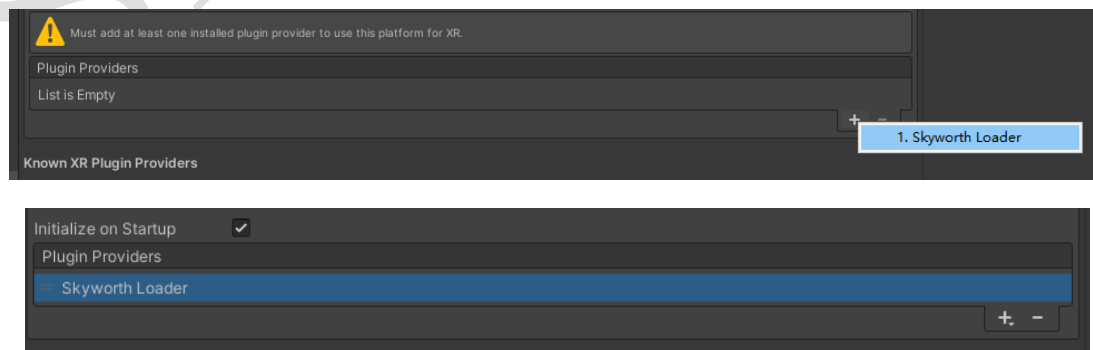 Must add at least one installed plugin provider to use this platform for XR.
Plugin Providers
List is Empty
+ −
1. Skyworth Loader
Known XR Plugin Providers
Initialize on Startup
Plugin Providers
Skyworth Loader
+ −